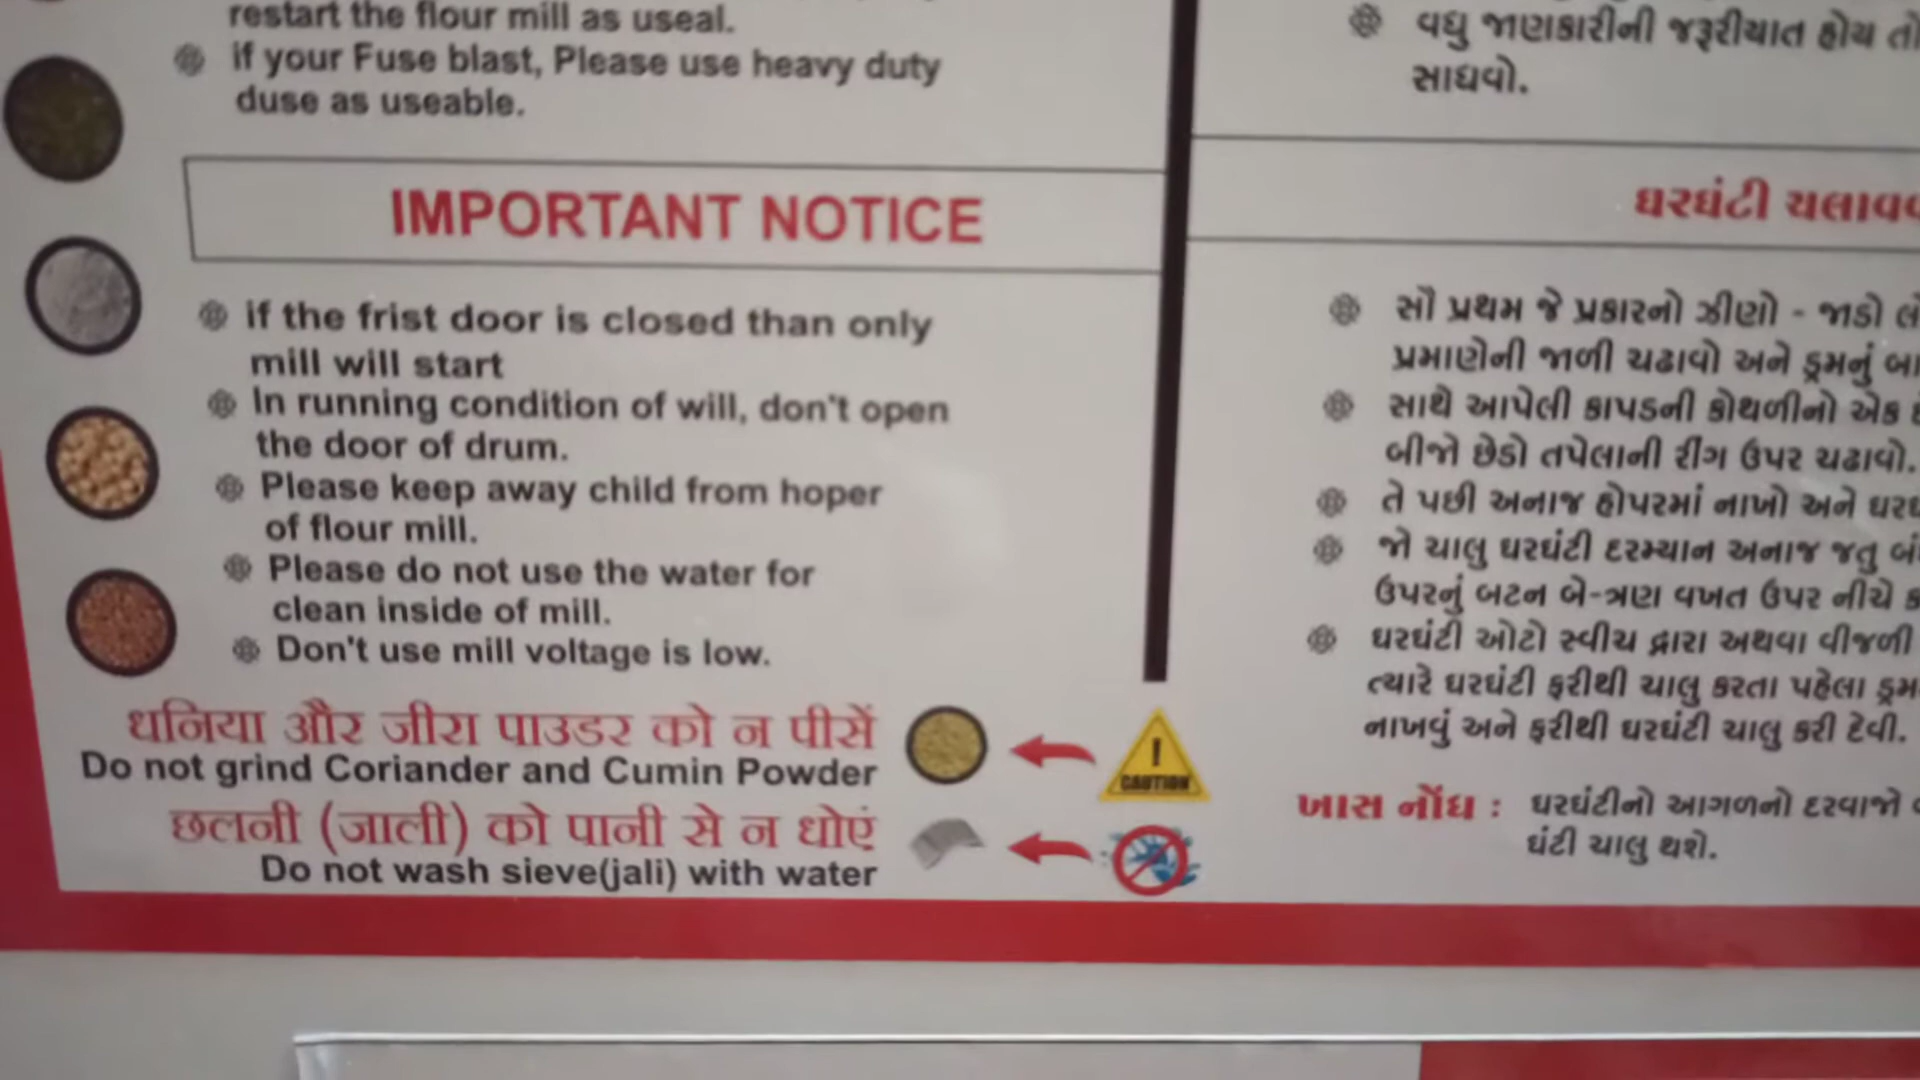 restart the flour mill as useal.
if your Fuse blast, Please use heavy duty
duse as useable.
IMPORTANT NOTICE
if the frist door is closed than only
mill will start
In running condition of will, don't open
the door of drum.
Please keep away child from hoper
of flour mill.
Please do not use the water for
clean inside of mill.
Don't use mill voltage is low.
धनिया और जीरा पाउडर को न पीसें
Do not grind Coriander and Cumin Powder
छलनी (जाली) को पानी से न धोएं
Do not wash sieve(jali) with water
!
CAUTION
વધુ જાણકારીની જરૂરીયાત હોય તો
સાધવો.
ઘરઘંટી
સૌ પ્રથમ જે પ્રકારનો ઝીણો - જાડો
પ્રમાણેની જાળી ચઢાવો અને ડ્રમનું
સાથે આપેલી કાપડની કોથળીનો એક
બીજો છેડો તપેલાની રીંગ ઉપર ચઢાવો.
તે પછી અનાજ હોપરમાં નાખો અને
જો ચાલુ ઘરઘંટી દરમ્યાન અનાજ જતુ
ઉપરનું બટન બે-ત્રણ વખત ઉપર નીચે
ઘરઘંટી ઓટો સ્વીચ દ્વારા અથવા વીજળી
ત્યારે ઘરઘંટી ફરીથી ચાલુ કરતા પહેલા
નાખવું અને ફરીથી ઘરઘંટી ચાલુ કરી દેવી.
ખાસ નોંધ : ઘરઘંટીનો આગળનો દરવાજો
ઘંટી ચાલુ થશે.